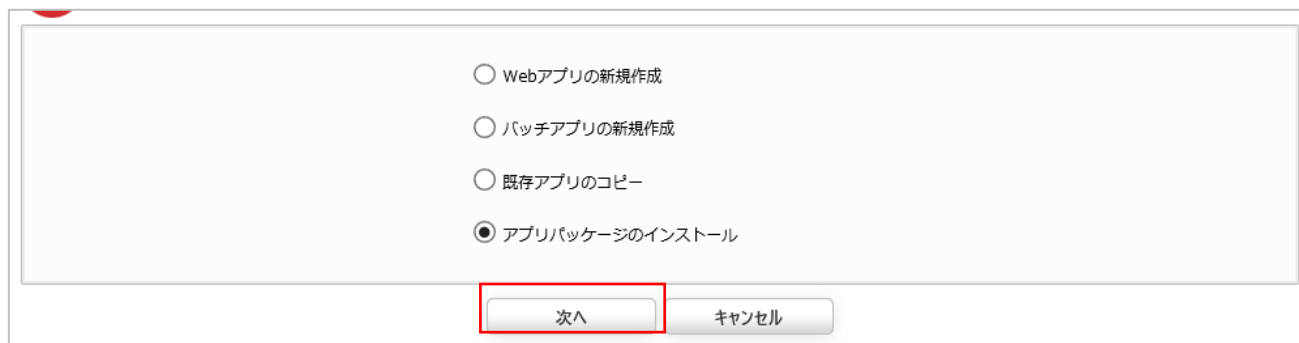 Webアプリの新規作成
バッチアプリの新規作成
既存アプリのコピー
アプリパッケージのインストール
次へ
キャンセル